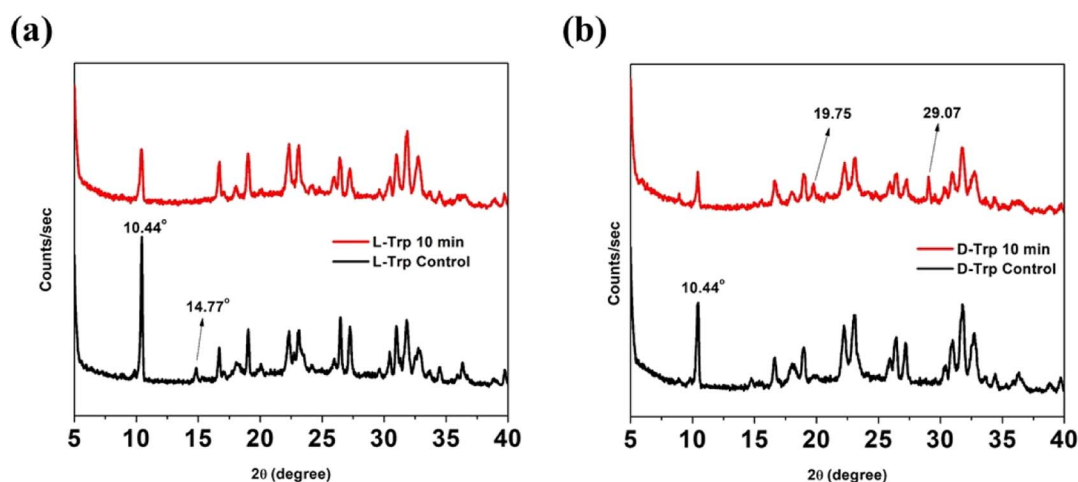 (a)
Counts/sec
10.44°
14.77°
L-Trp 10 min
L-Trp Control
5 10 15 20 25 30 35 40
2θ (degree)
(b)
Counts/sec
19.75
29.07
10.44°
D-Trp 10 min
D-Trp Control
5 10 15 20 25 30 35 40
2θ (degree)